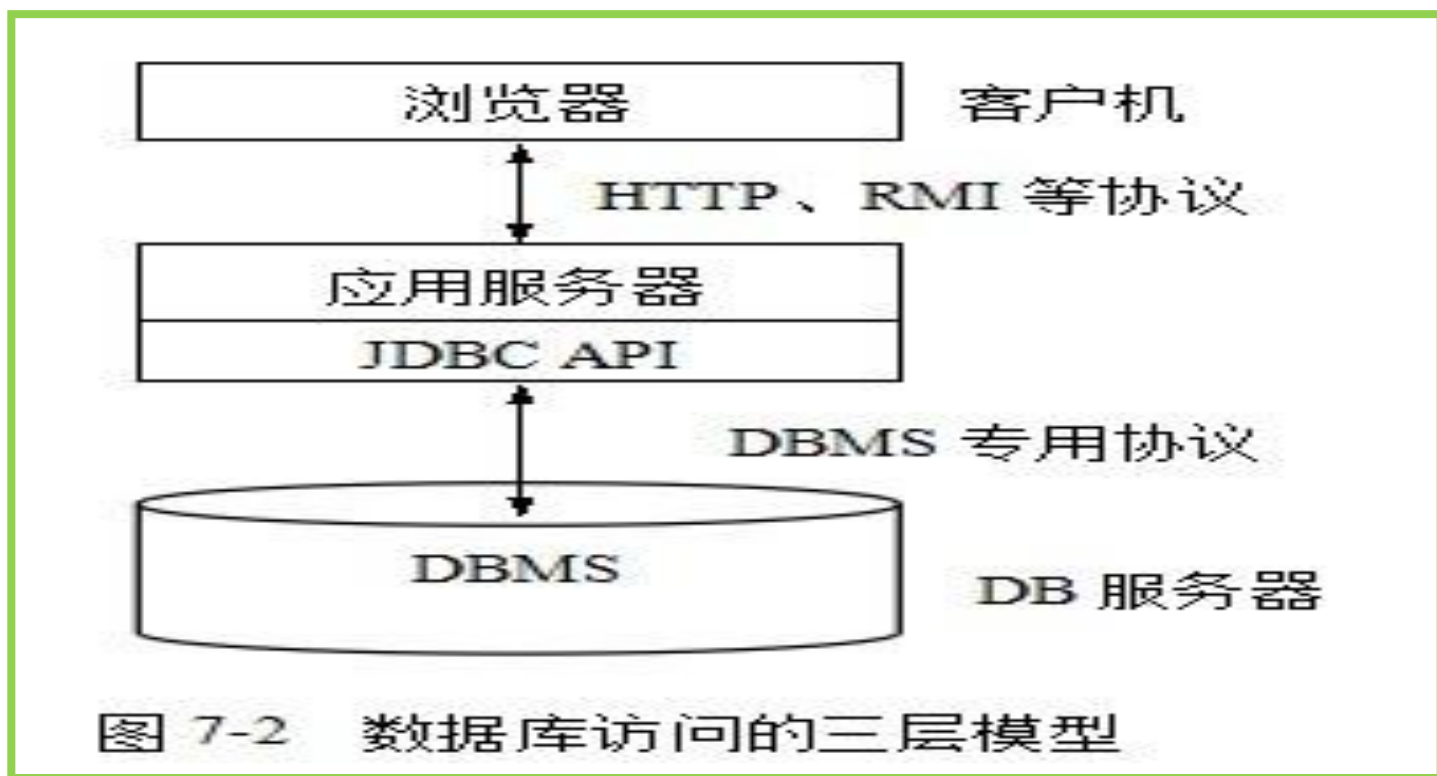 浏览器 客户机
HTTP、RMI 等协议
应用服务器
JDBC API
DBMS 专用协议
DBMS
DB 服务器
图 7-2 数据库访问的三层模型